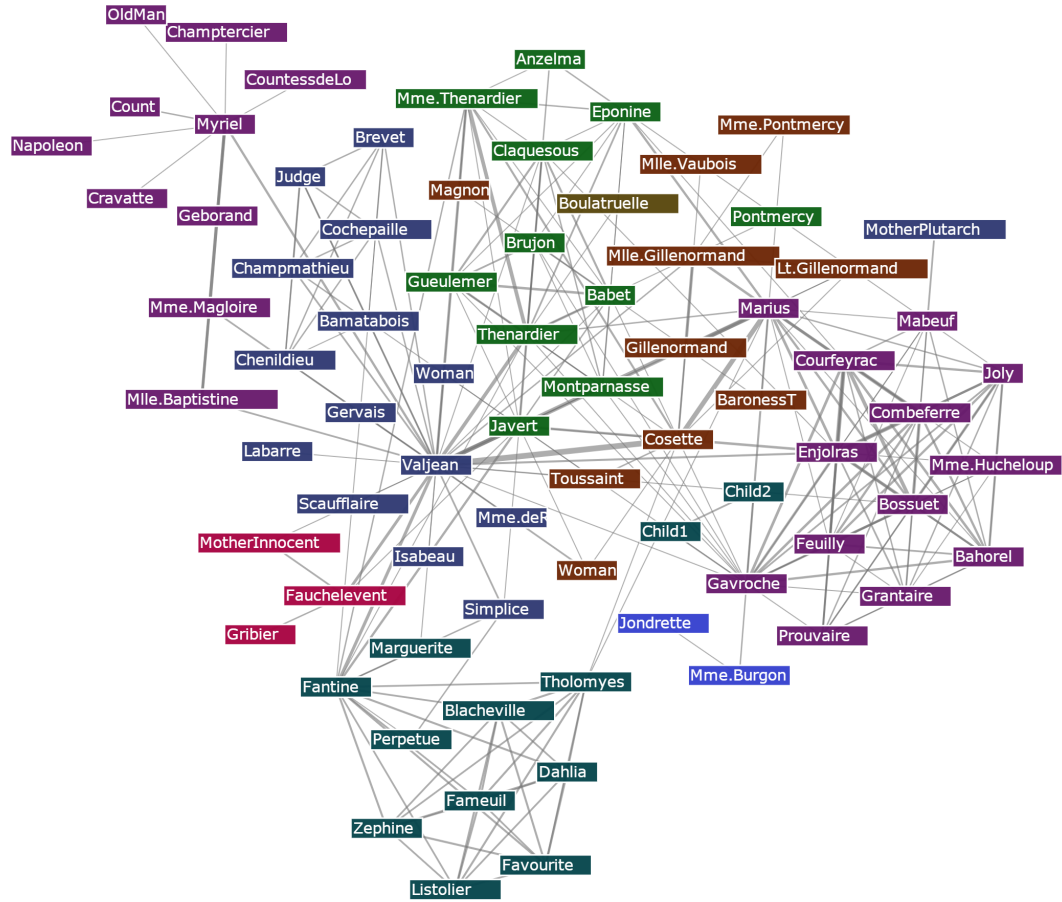 OldMan
Champtercier
Anzelma
CountessdeLo
Mme.Thenardier
Count
Eponine
Myriel
Mme.Pontmercy
Brevet
Napoleon
Claquesous
Mlle.Vaubois
Judge
Magnon
Cravatte
Boulatruelle
Geborand
Pontmercy
Cochepaille
MotherPlutarch
Brujon
Mlle.Gillenormand
Champmathieu
Lt.Gillenormand
Gueulemer
Babet
Mme.Magloire
Marius
Bamatabois
Mabeuf
Thenardier
Gillenormand
Chenildieu
Courfeyrac
Woman
Joly
Montparnasse
Mlle.Baptistine
BaronessT
Gervais
Combeferre
Javert
Cosette
Labarre
Enjolras
Valjean
Mme.Hucheloup
Toussaint
Child2
Scaufflaire
Bossuet
Mme.deR
Child1
MotherInnocent
Feuilly
Isabeau
Bahorel
Woman
Gavroche
Fauchelevent
Grantaire
Simplice
Jondrette
Gribier
Prouvaire
Marguerite
Mme.Burgon
Tholomyes
Fantine
Blacheville
Perpetue
Dahlia
Fameuil
Zephine
Favourite
Listolier